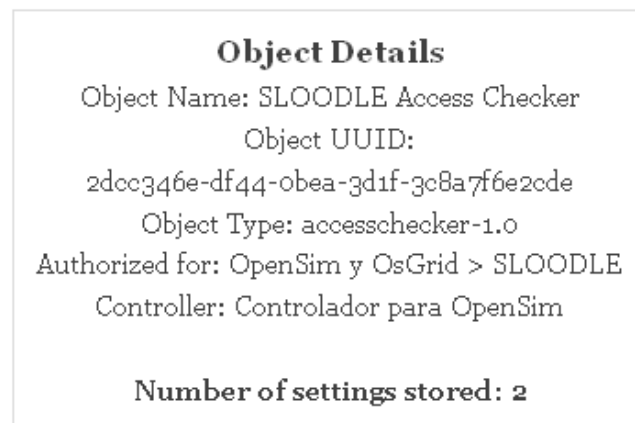 Object Details
Object Name: SLOODLE Access Checker
Object UUID:
2dcc346e-df44-0bea-3d1f-3c8a7f6e2cde
Object Type: accesschecker-1.0
Authorized for: OpenSim y OsGrid > SLOODLE
Controller: Controlador para OpenSim
Number of settings stored: 2